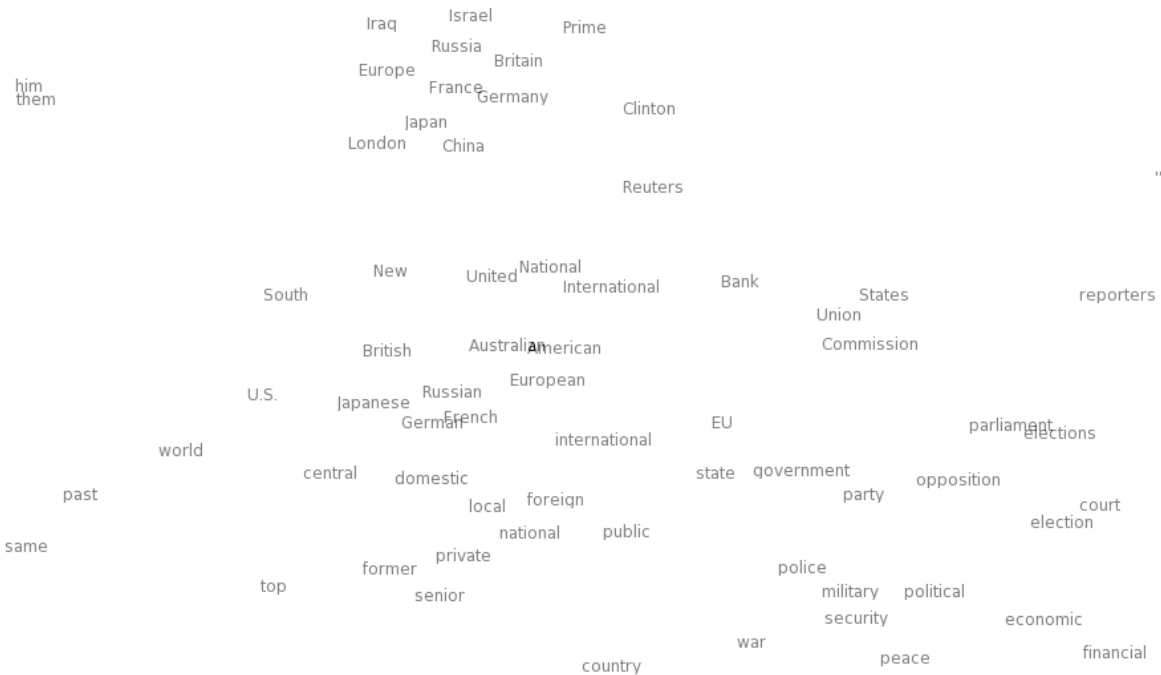 Israel
Iraq
Prime
Russia
Britain
Europe
him
France
Germany
them
Clinton
Japan
London
China
"
Reuters
National
New
United
Bank
International
South
States
reporters
Union
Commission
Australian
a
American
British
European
Russian
U.S.
Japanese
French
German
EU
parliament
elections
international
world
government
central
state
domestic
opposition
past
party
foreign
local
court
election
public
national
same
private
police
former
top
military
political
senior
security
economic
war
financial
peace
country